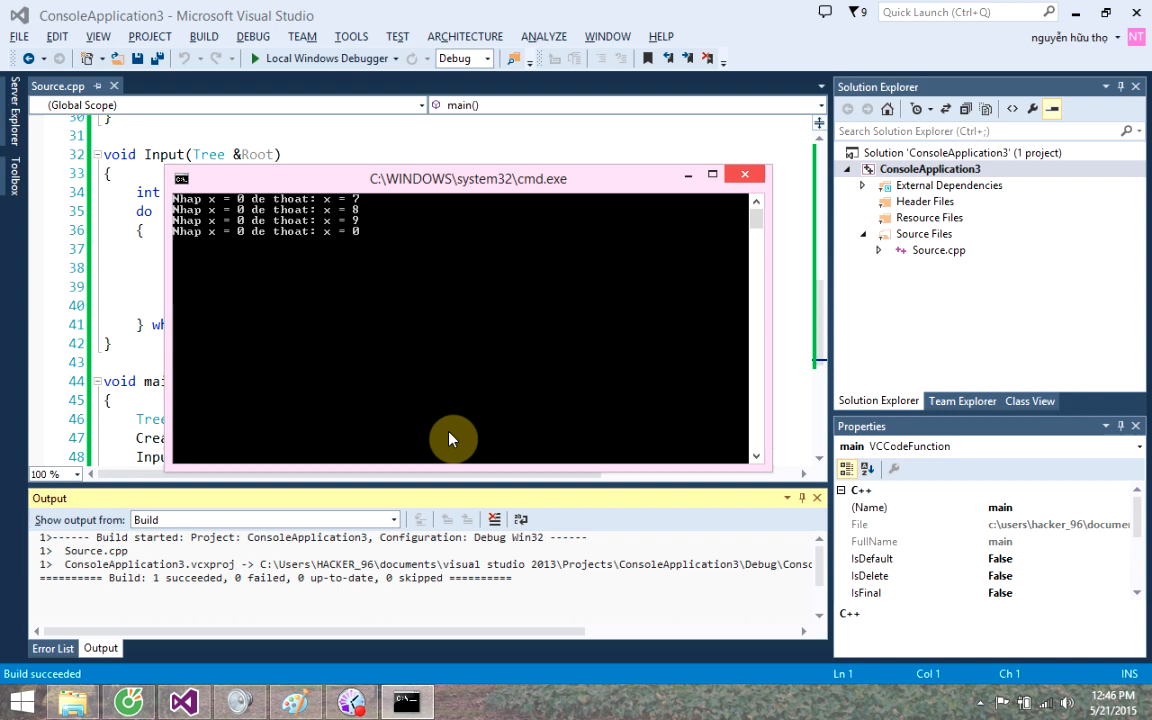 ConsoleApplication3 - Microsoft Visual Studio
9
Quick Launch (Ctrl+Q)
FILE EDIT VIEW PROJECT BUILD DEBUG TEAM TOOLS TEST ARCHITECTURE ANALYZE WINDOW HELP
nguyễn hữu thọ NT
Local Windows Debugger Debug
Server Explorer
Toolbox
Source.cpp
(Global Scope) main()
30 }
31
32 void Input(Tree &Root)
33 {
34 int
35 do
36 {
37
38
39
40
41 } wh
42 }
43
44 void mai
45 {
46 Tree
47 Crea
48 Inpu
100 %
C:\WINDOWS\system32\cmd.exe
Nhap x = 0 de thoat: x = 7
Nhap x = 0 de thoat: x = 8
Nhap x = 0 de thoat: x = 9
Nhap x = 0 de thoat: x = 0
Output
Show output from: Build
1>------ Build started: Project: ConsoleApplication3, Configuration: Debug Win32 ------
1> Source.cpp
1> ConsoleApplication3.vcxproj -> C:\Users\HACKER_96\documents\visual studio 2013\Projects\ConsoleApplication3\Debug\Conso
========== Build: 1 succeeded, 0 failed, 0 up-to-date, 0 skipped ==========
Error List Output
Solution Explorer
Search Solution Explorer (Ctrl+;)
Solution 'ConsoleApplication3' (1 project)
ConsoleApplication3
External Dependencies
Header Files
Resource Files
Source Files
Source.cpp
Solution Explorer Team Explorer Class View
Properties
main VCCodeFunction
C++
(Name) main
File c:\users\hacker_96\docume
FullName main
IsDefault False
IsDelete False
IsFinal False
C++
Build succeeded Ln 1 Col 1 Ch 1 INS
12:46 PM
5/21/2015